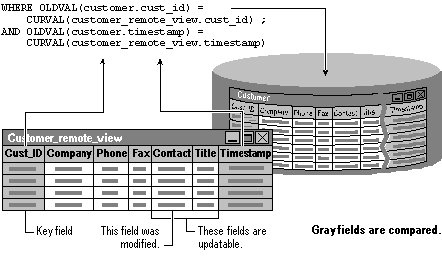 WHERE OLDVAL(customer.cust_id) =
CURVAL(customer_remote_view.cust_id) ;
AND OLDVAL(customer.timestamp) =
CURVAL(customer_remote_view.timestamp)
Customer
Cust_ID Company Phone Fax Contact Title Timestamp
Customer_remote_view
Cust_ID Company Phone Fax Contact Title Timestamp
Key field
This field was
modified.
These fields are
updatable.
Gray fields are compared.